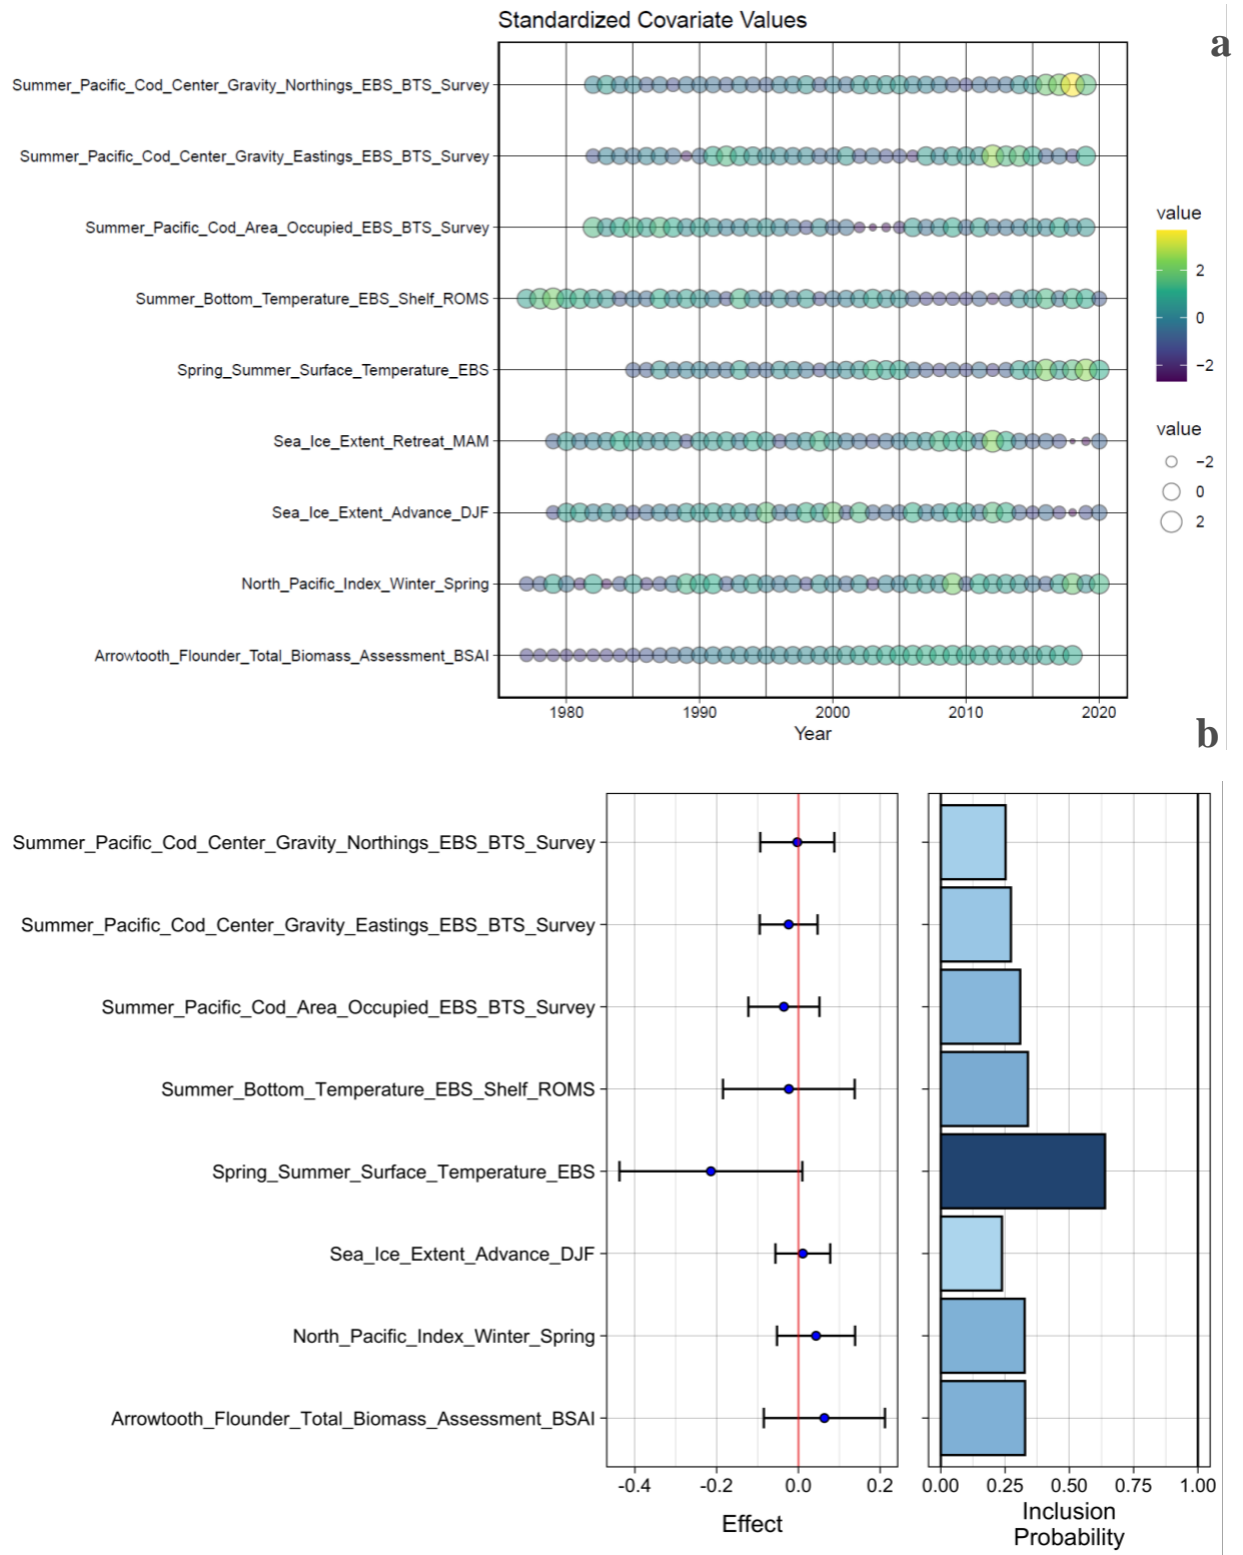 Standardized Covariate Values
a
Summer_Pacific_Cod_Center_Gravity_Northings_EBS_BTS_Survey
Summer_Pacific_Cod_Center_Gravity_Eastings_EBS_BTS_Survey
Summer_Pacific_Cod_Area_Occupied_EBS_BTS_Survey
Summer_Bottom_Temperature_EBS_Shelf_ROMS
Spring_Summer_Surface_Temperature_EBS
Sea_Ice_Extent_Retreat_MAM
Sea_Ice_Extent_Advance_DJF
North_Pacific_Index_Winter_Spring
Arrowtooth_Flounder_Total_Biomass_Assessment_BSAI
1980 1990 2000 2010 2020
Year
value
2
0
−2
value
−2
0
2
b
Summer_Pacific_Cod_Center_Gravity_Northings_EBS_BTS_Survey
Summer_Pacific_Cod_Center_Gravity_Eastings_EBS_BTS_Survey
Summer_Pacific_Cod_Area_Occupied_EBS_BTS_Survey
Summer_Bottom_Temperature_EBS_Shelf_ROMS
Spring_Summer_Surface_Temperature_EBS
Sea_Ice_Extent_Advance_DJF
North_Pacific_Index_Winter_Spring
Arrowtooth_Flounder_Total_Biomass_Assessment_BSAI
-0.4 -0.2 0.0 0.2
Effect
0.00 0.25 0.50 0.75 1.00
Inclusion
Probability